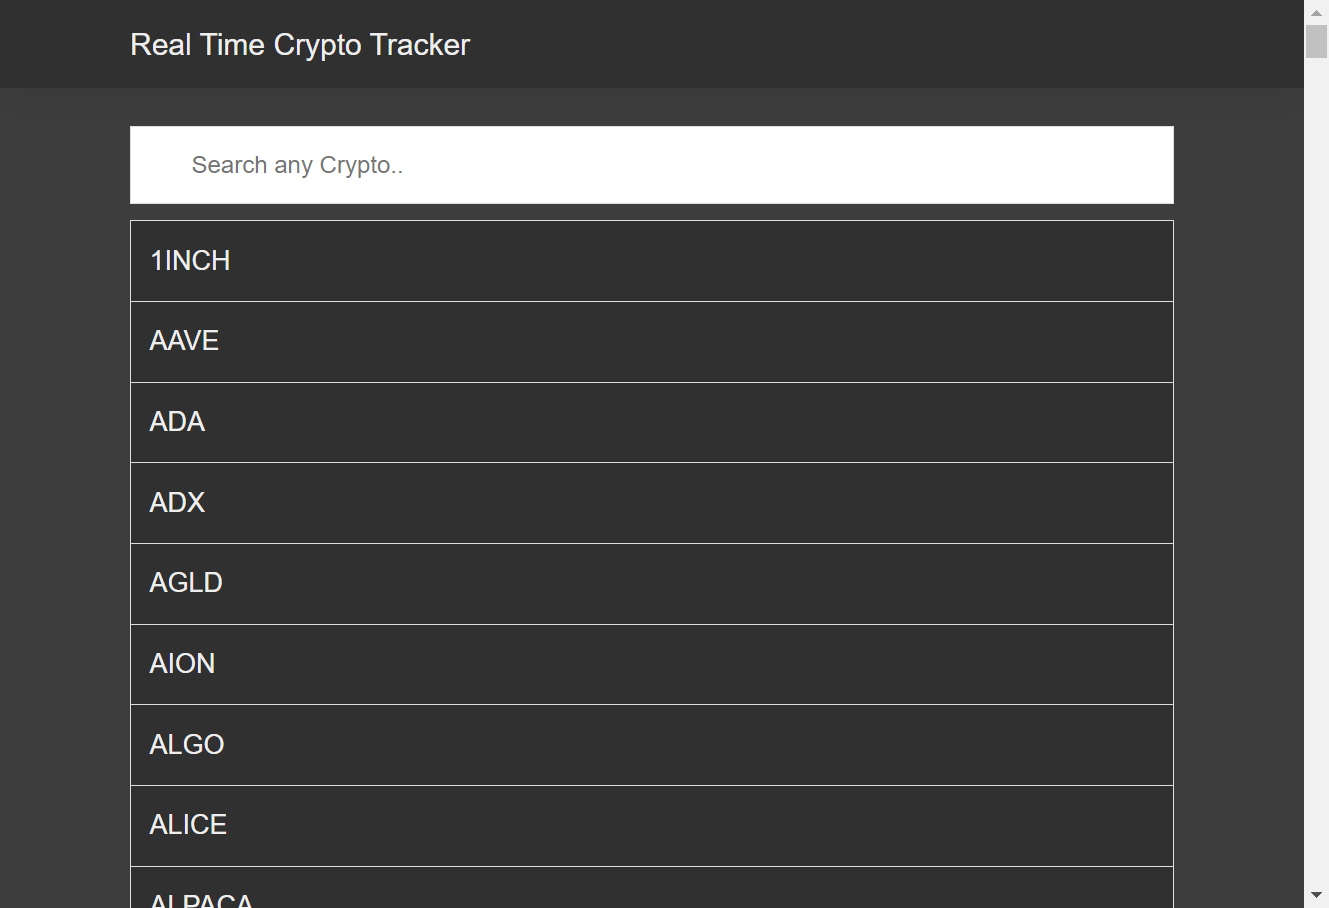 Real Time Crypto Tracker
Search any Crypto..
1INCH
AAVE
ADA
ADX
AGLD
AION
ALGO
ALICE
ALPACA